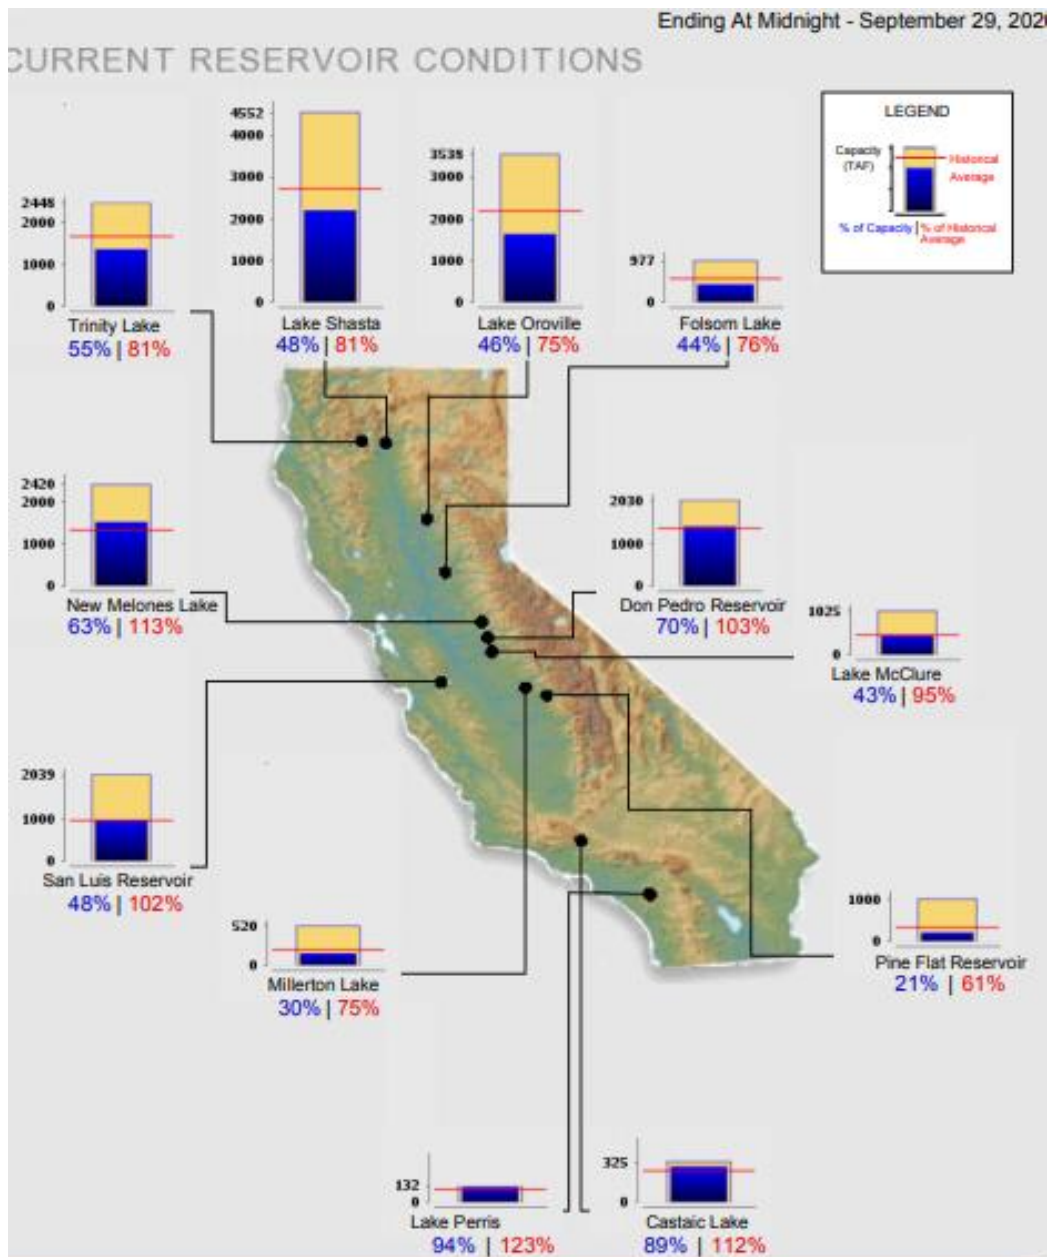 Ending At Midnight - September 29, 202
CURRENT RESERVOIR CONDITIONS
LEGEND
Capacity
(TAF)
Historical
Average
% of Capacity | % of Historical
Average
2448
2000
1000
0
Trinity Lake
55% | 81%
4552
4000
3000
2000
1000
0
Lake Shasta
48% | 81%
3538
3000
2000
1000
0
Lake Oroville
46% | 75%
977
0
Folsom Lake
44% | 76%
2420
2000
1000
0
New Melones Lake
63% | 113%
2030
1000
0
Don Pedro Reservoir
70% | 103%
1025
0
Lake McClure
43% | 95%
2039
1000
0
San Luis Reservoir
48% | 102%
520
0
Millerton Lake
30% | 75%
1000
0
Pine Flat Reservoir
21% | 61%
132
0
Lake Perris
94% | 123%
325
0
Castaic Lake
89% | 112%